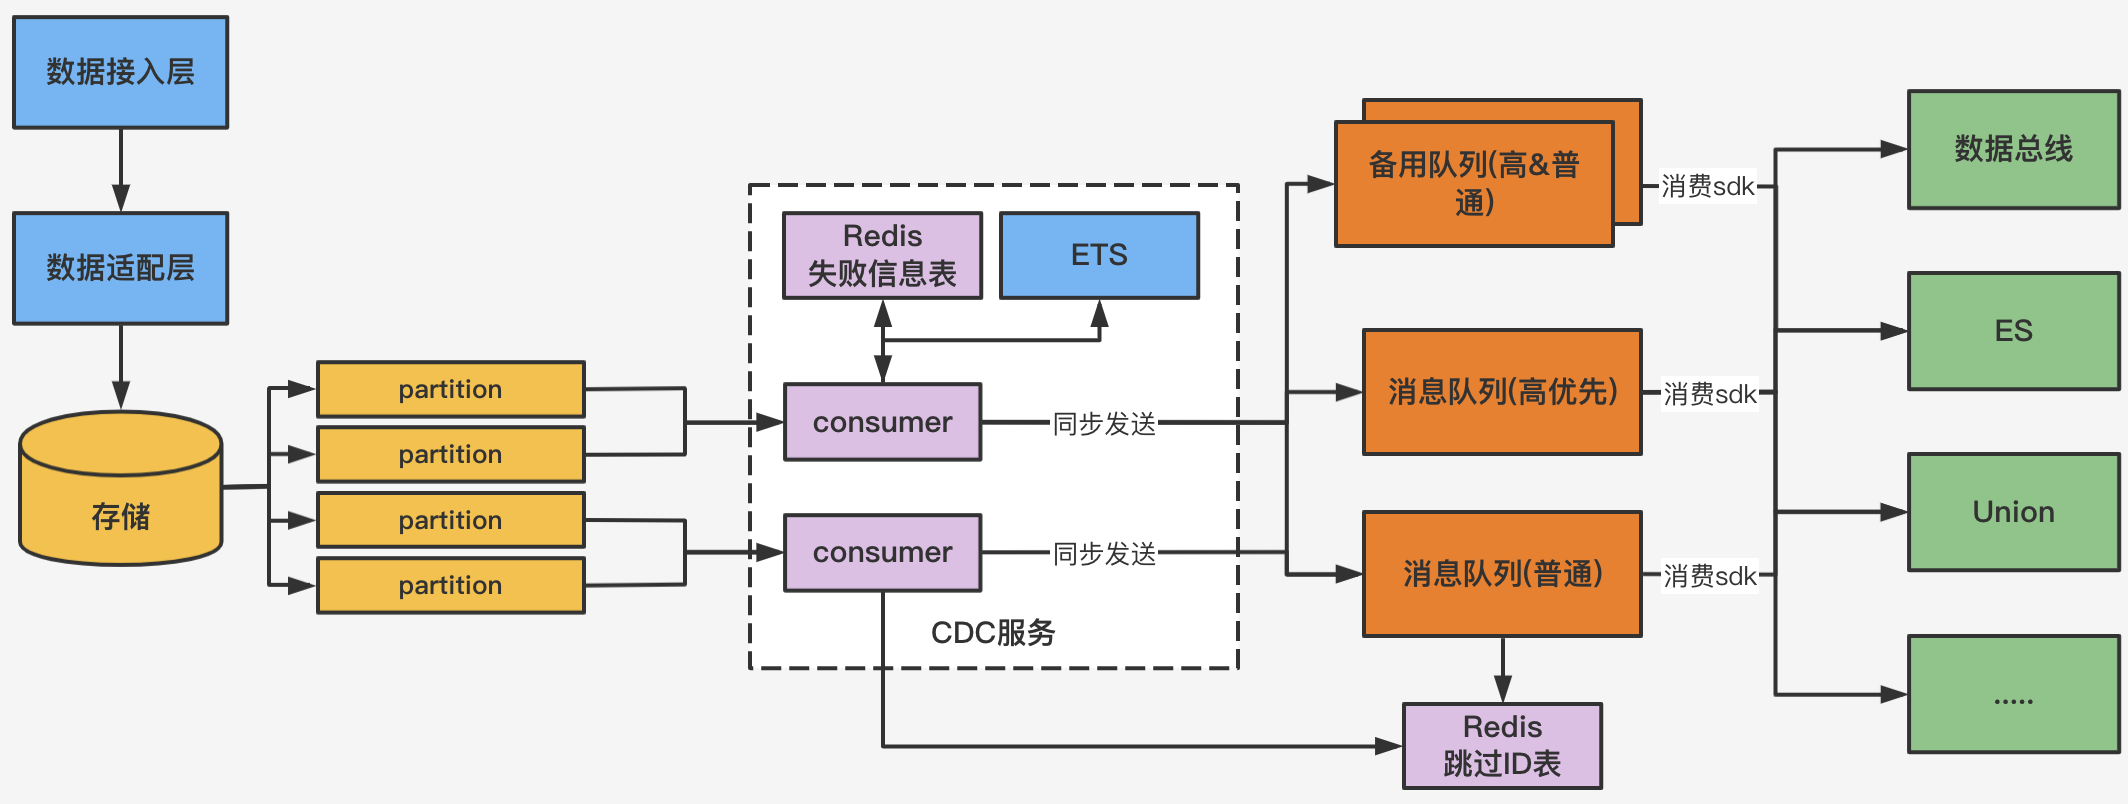 数据接入层
数据适配层
存储
partition
partition
partition
partition
Redis
失败信息表
ETS
consumer
同步发送
consumer
同步发送
CDC服务
备用队列(高&普
通)
消息队列(高优先)
消息队列(普通)
Redis
跳过ID表
消费sdk
消费sdk
消费sdk
数据总线
ES
Union
.....